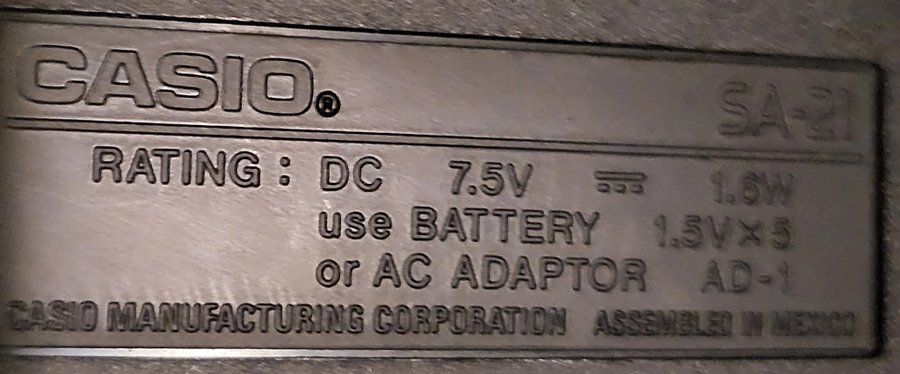 CASIO® SA-21
RATING : DC 7.5V ⎓ 1.6W
use BATTERY 1.5V×5
or AC ADAPTOR AD-1
CASIO MANUFACTURING CORPORATION ASSEMBLED IN MEXICO